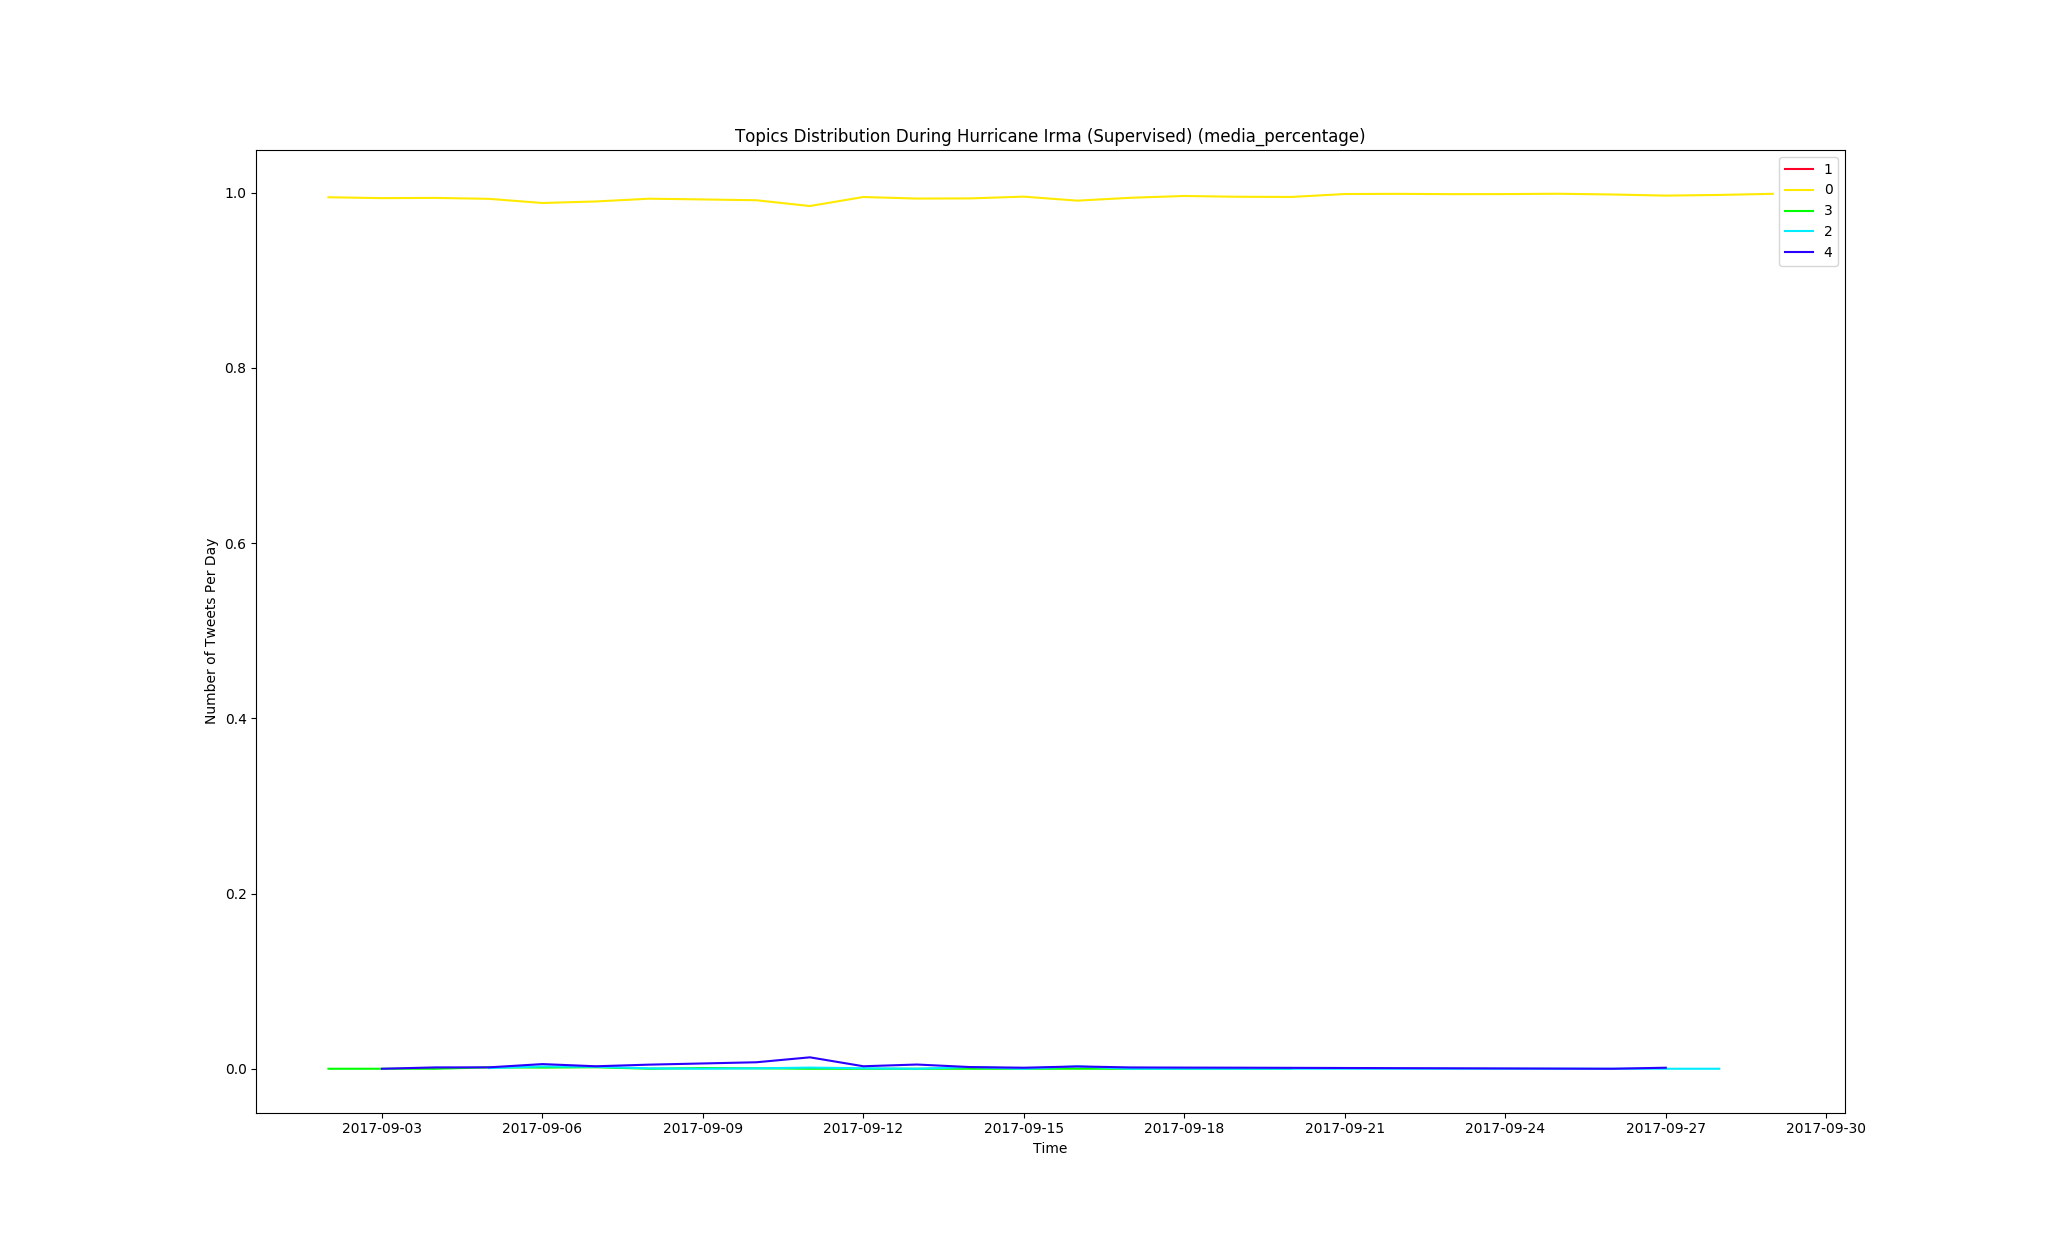 Topics Distribution During Hurricane Irma (Supervised) (media_percentage)
1
0
3
2
4
1.0
0.8
0.6
0.4
0.2
0.0
Number of Tweets Per Day
2017-09-03 2017-09-06 2017-09-09 2017-09-12 2017-09-15 2017-09-18 2017-09-21 2017-09-24 2017-09-27 2017-09-30
Time